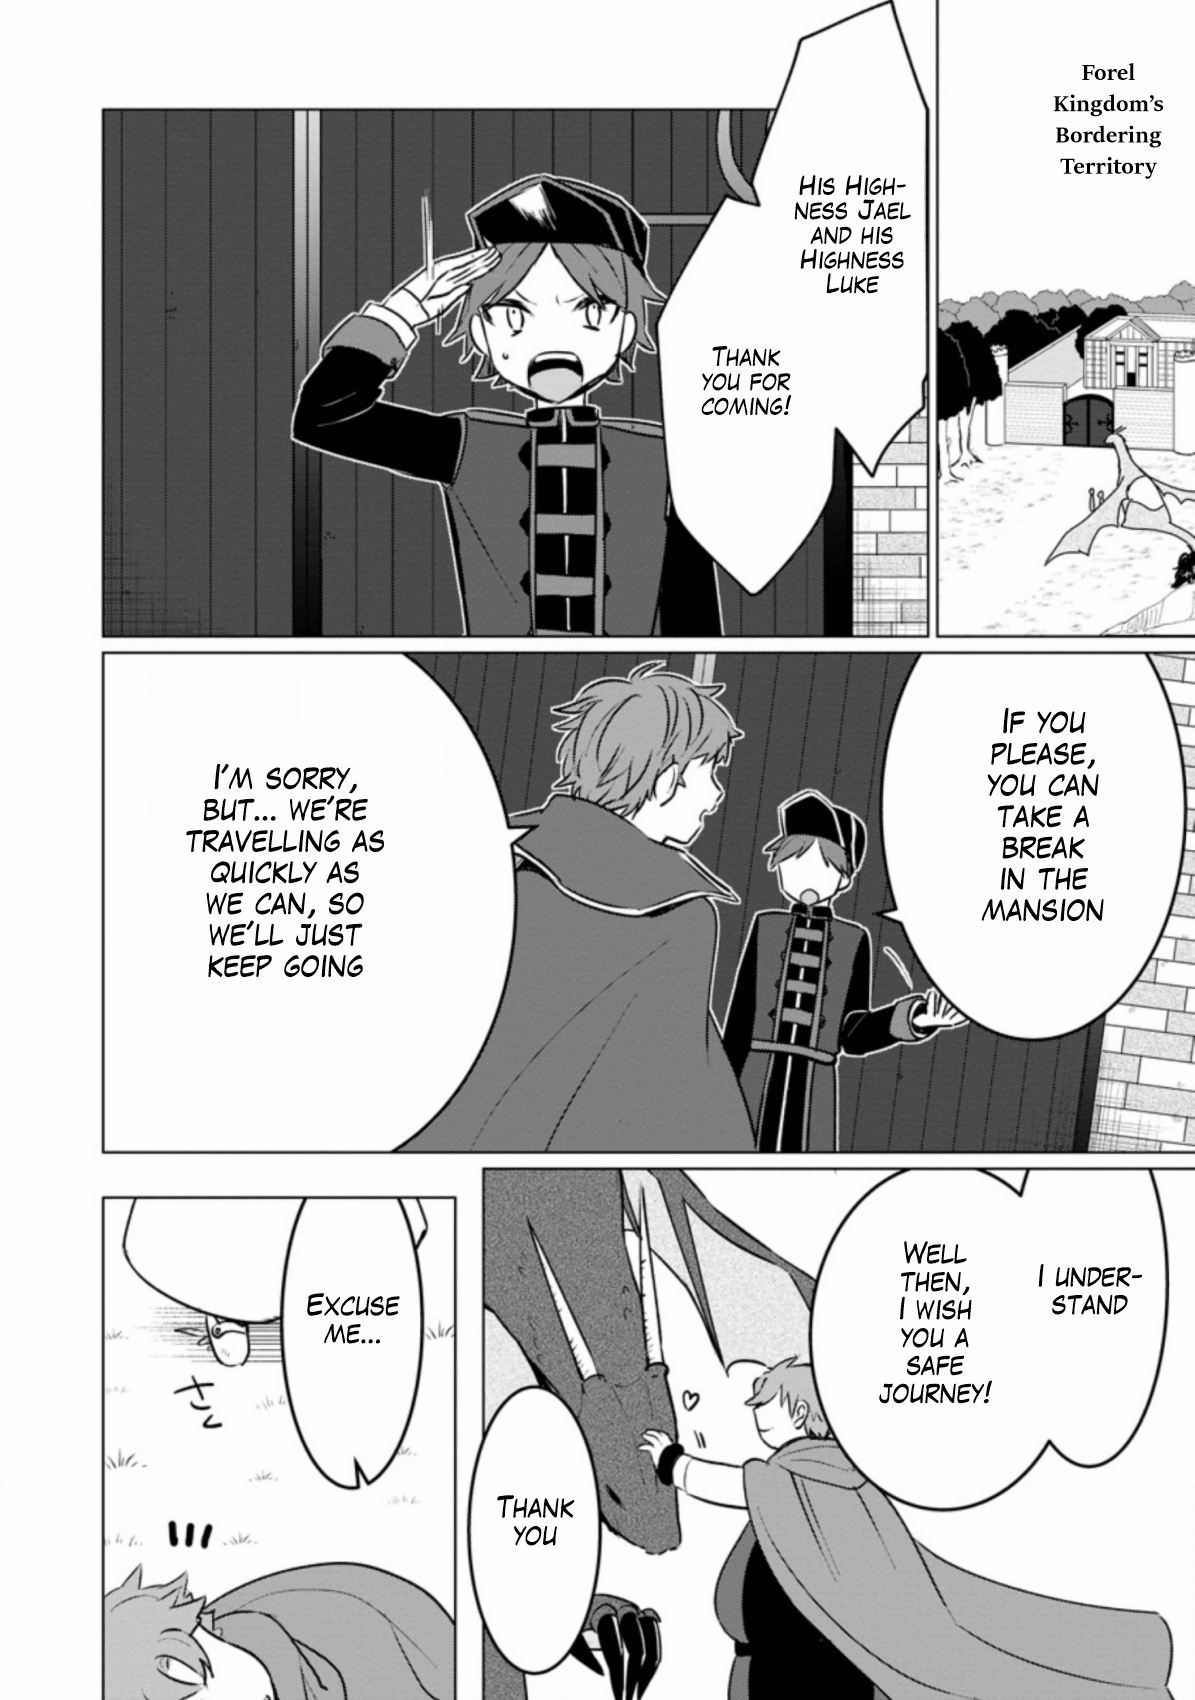 Forel
Kingdom's
Bordering
Territory
HIS HIGH-
NESS JAEL
AND HIS
HIGHNESS
LUKE
THANK
YOU FOR
COMING!
IF YOU
PLEASE,
YOU CAN
TAKE A
BREAK
IN THE
MANSION
I'M SORRY,
BUT... WE'RE
TRAVELLING AS
QUICKLY AS
WE CAN, SO
WE'LL JUST
KEEP GOING
I UNDER-
STAND
WELL
THEN,
I WISH
YOU A
SAFE
JOURNEY!
THANK
YOU
EXCUSE
ME...
サッ